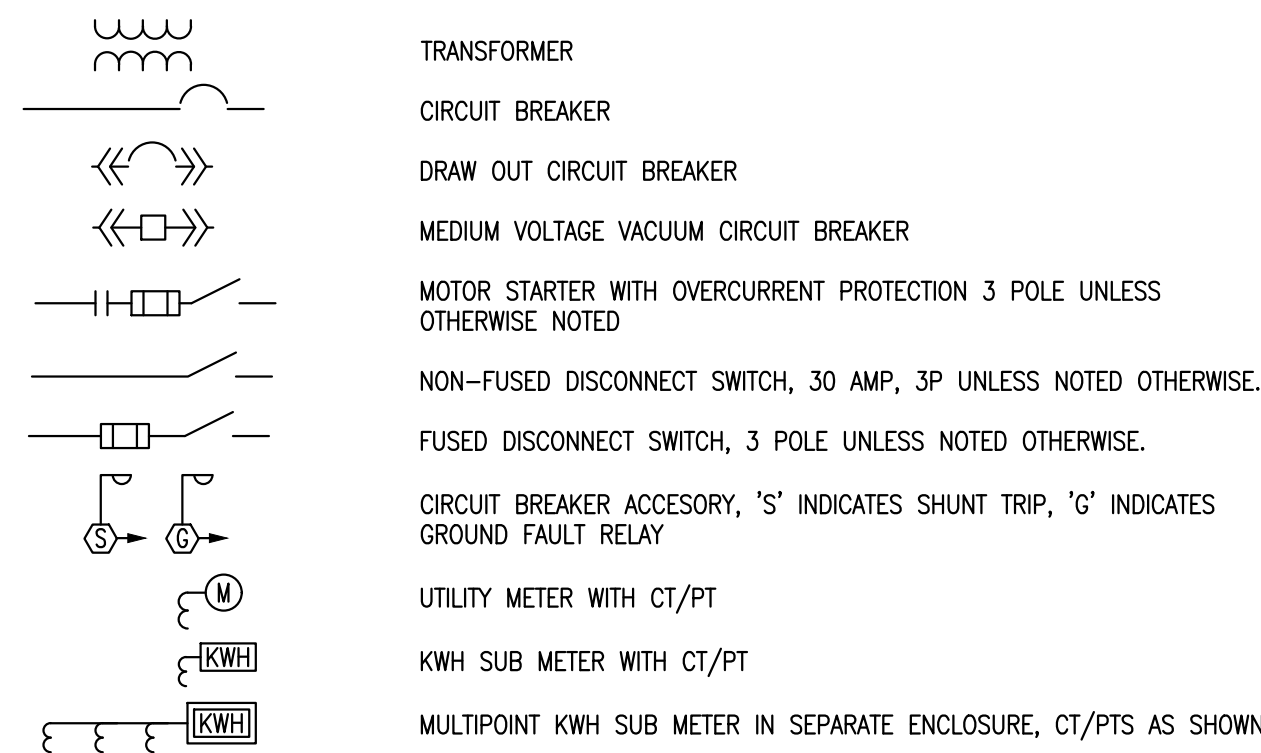 TRANSFORMER
CIRCUIT BREAKER
DRAW OUT CIRCUIT BREAKER
MEDIUM VOLTAGE VACUUM CIRCUIT BREAKER
MOTOR STARTER WITH OVERCURRENT PROTECTION 3 POLE UNLESS
OTHERWISE NOTED
NON-FUSED DISCONNECT SWITCH, 30 AMP, 3P UNLESS NOTED OTHERWISE.
FUSED DISCONNECT SWITCH, 3 POLE UNLESS NOTED OTHERWISE.
S G CIRCUIT BREAKER ACCESORY, 'S' INDICATES SHUNT TRIP, 'G' INDICATES
GROUND FAULT RELAY
M UTILITY METER WITH CT/PT
KWH KWH SUB METER WITH CT/PT
KWH MULTIPOINT KWH SUB METER IN SEPARATE ENCLOSURE, CT/PTS AS SHOWN